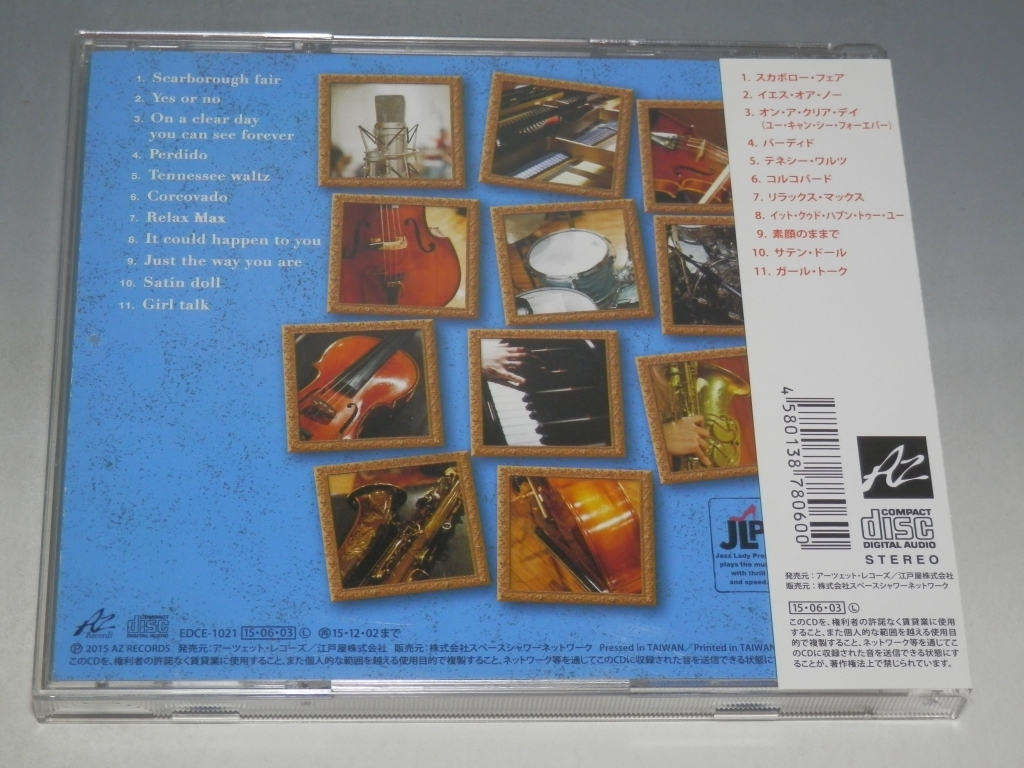 1. Scarborough fair
2. Yes or no
3. On a clear day
you can see forever
4. Perdido
5. Tennessee waltz
6. Corcovado
7. Relax Max
8. It could happen to you
9. Just the way you are
10. Satin doll
11. Girl talk
1. スカボロー・フェア
2. イエス・オア・ノー
3. オン・ア・クリア・デイ
(ユー・キャン・シー・フォーエバー)
4. パーディド
5. テネシー・ワルツ
6. コルコバード
7. リラックス・マックス
8. イット・クゥド・ハプン・トゥー・ユー
9. 素顔のままで
10. サテン・ドール
11. ガール・トーク
4580138780600
AZ
COMPACT
disc
DIGITAL AUDIO
STEREO
発売元：アーツェット・レコーズ／江戸屋株式会社
販売元：株式会社スペースシャワーネットワーク
15・06・03 Ⓛ
このCDを、権利者の許諾なく賃貸業に使用
すること、また個人的な範囲を越える使用目的
で複製すること、ネットワーク等を通じてこ
のCDに収録された音を送信できる状態にす
ることが、著作権法上で禁じられています。
JLP
Jazz Lady Pro
plays the mu
with thrill
and speed.
AZ
Records
COMPACT
disc
DIGITAL AUDIO
EDCE-1021 15・06・03 Ⓛ Ⓡ15・12・02まで
Ⓟ 2015 AZ RECORDS 発売元：アーツェット・レコーズ／江戸屋株式会社 販売元：株式会社スペースシャワーネットワーク Pressed in TAIWAN／Printed in TAIWAN
このCDを、権利者の許諾なく賃貸業に使用すること、また個人的な範囲を越える使用目的で複製すること、ネットワーク等を通じてこのCDに収録された音を送信できる状態に